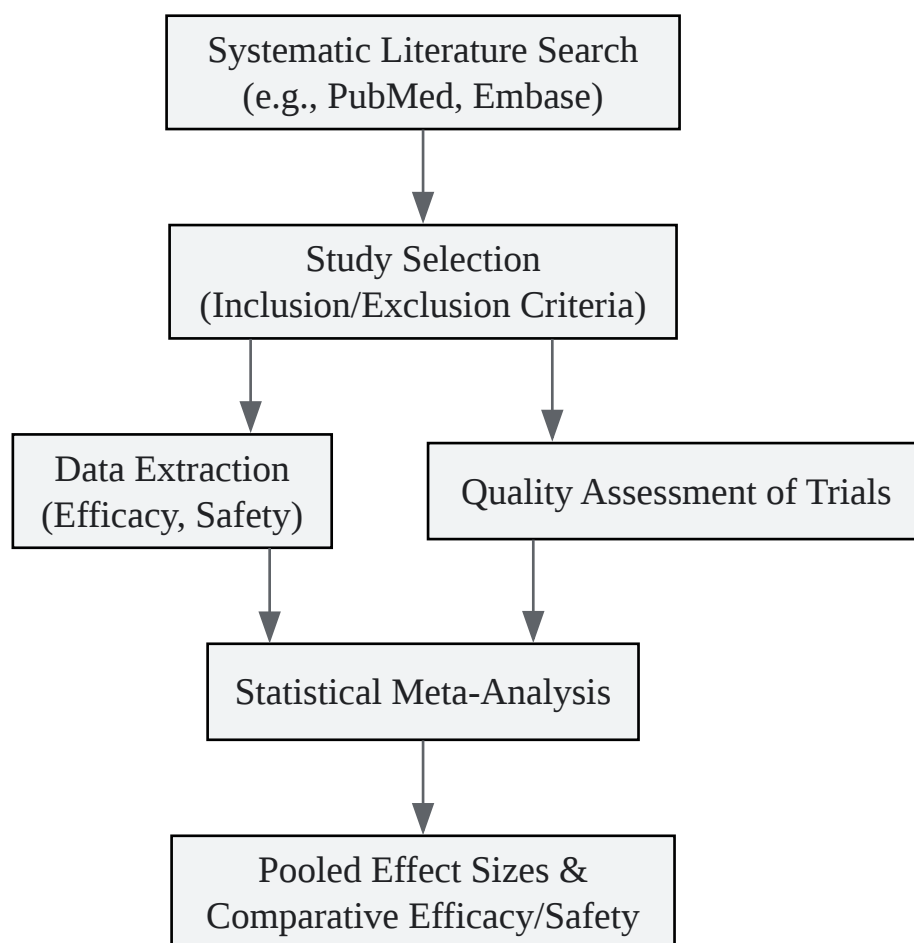 Systematic Literature Search
(e.g., PubMed, Embase)
Study Selection
(Inclusion/Exclusion Criteria)
Data Extraction
(Efficacy, Safety)
Quality Assessment of Trials
Statistical Meta-Analysis
Pooled Effect Sizes &
Comparative Efficacy/Safety